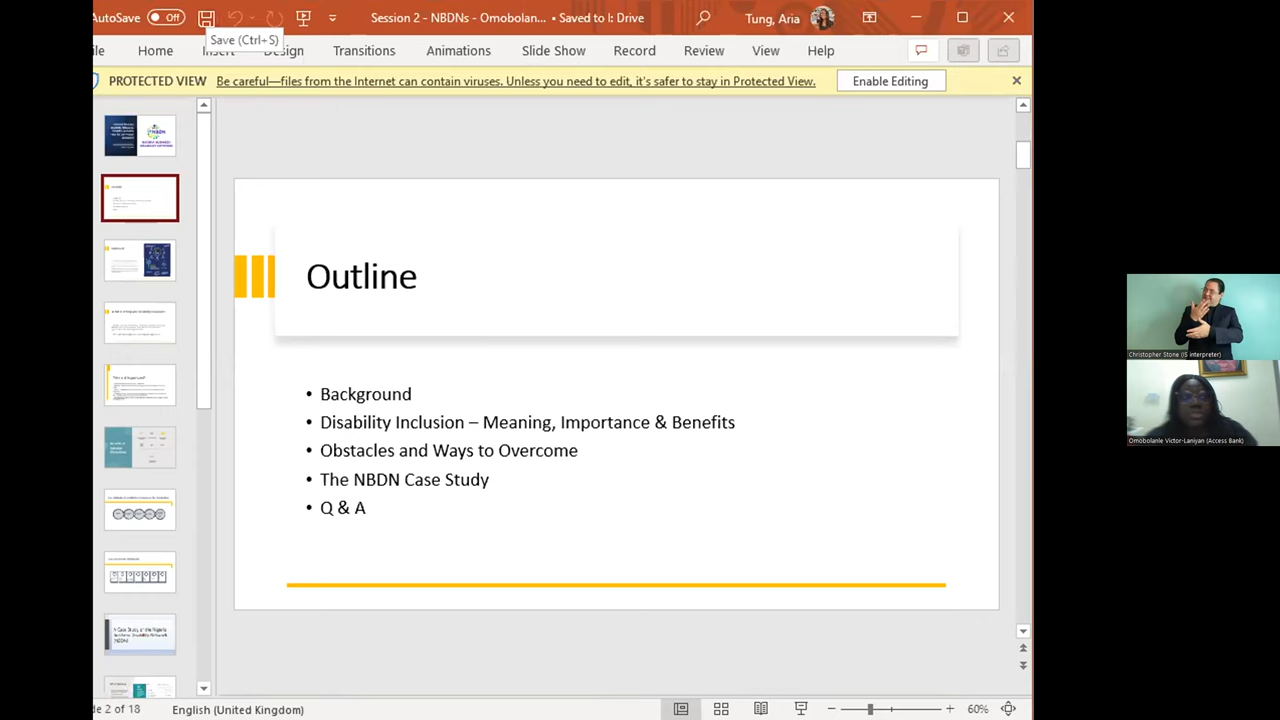 AutoSave Off
Session 2 - NBDNs - Omobolan... • Saved to I: Drive
Tung, Aria
Save (Ctrl+S)
ile Home Insert Design Transitions Animations Slide Show Record Review View Help
PROTECTED VIEW Be careful—files from the Internet can contain viruses. Unless you need to edit, it's safer to stay in Protected View. Enable Editing
Outline
• Background
• Disability Inclusion – Meaning, Importance & Benefits
• Obstacles and Ways to Overcome
• The NBDN Case Study
• Q & A
Christopher Stone (IS interpreter)
Omobolanle Victor-Laniyan (Access Bank)
de 2 of 18 English (United Kingdom) 60%